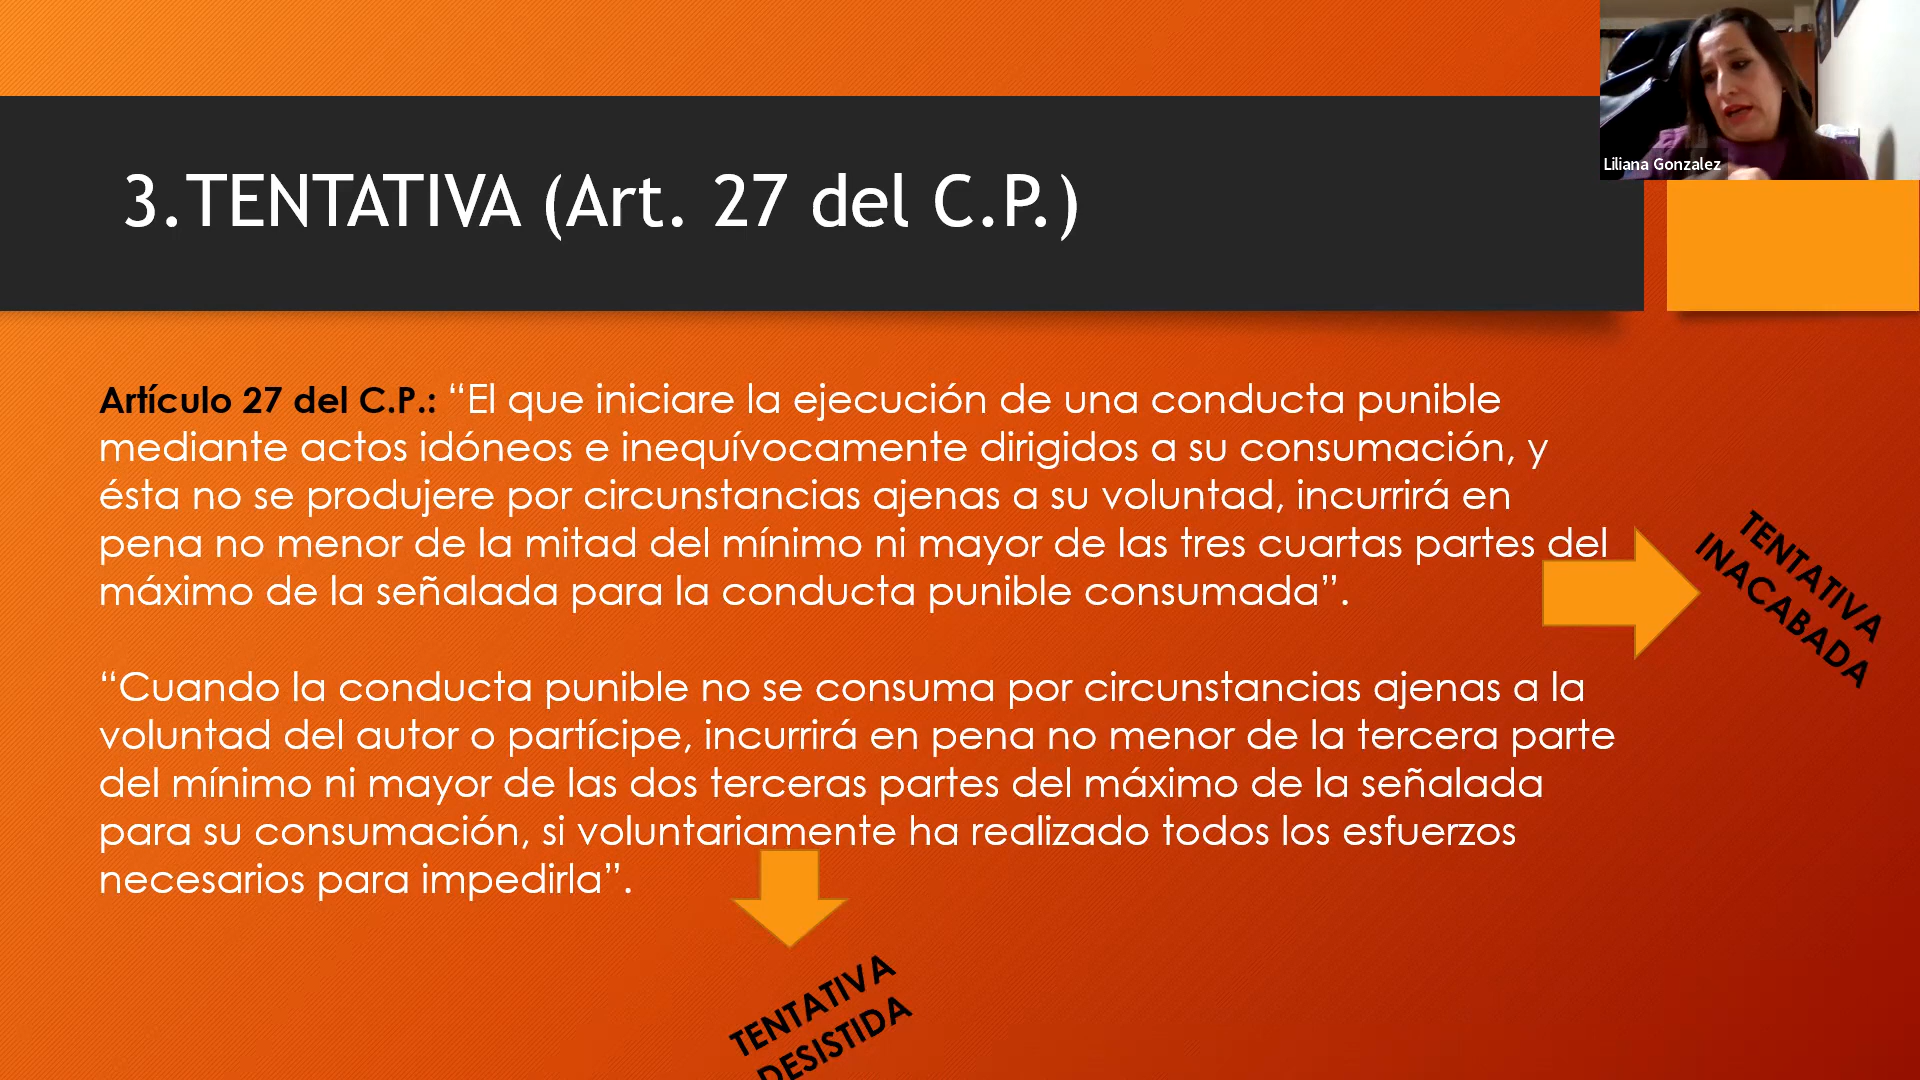 Liliana Gonzalez
3.TENTATIVA (Art. 27 del C.P.)
Artículo 27 del C.P.: “El que iniciare la ejecución de una conducta punible
mediante actos idóneos e inequívocamente dirigidos a su consumación, y
ésta no se produjere por circunstancias ajenas a su voluntad, incurrirá en
pena no menor de la mitad del mínimo ni mayor de las tres cuartas partes del
máximo de la señalada para la conducta punible consumada”.
TENTATIVA
INACABADA
“Cuando la conducta punible no se consuma por circunstancias ajenas a la
voluntad del autor o partícipe, incurrirá en pena no menor de la tercera parte
del mínimo ni mayor de las dos terceras partes del máximo de la señalada
para su consumación, si voluntariamente ha realizado todos los esfuerzos
necesarios para impedirla”.
TENTATIVA
DESISTIDA